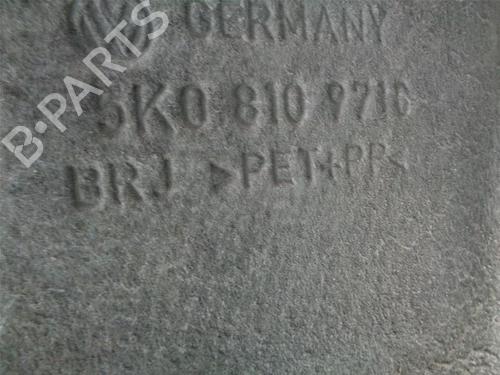 GERMANY
5K0 810 971C
BRJ >PET+PP<
B-PARTS